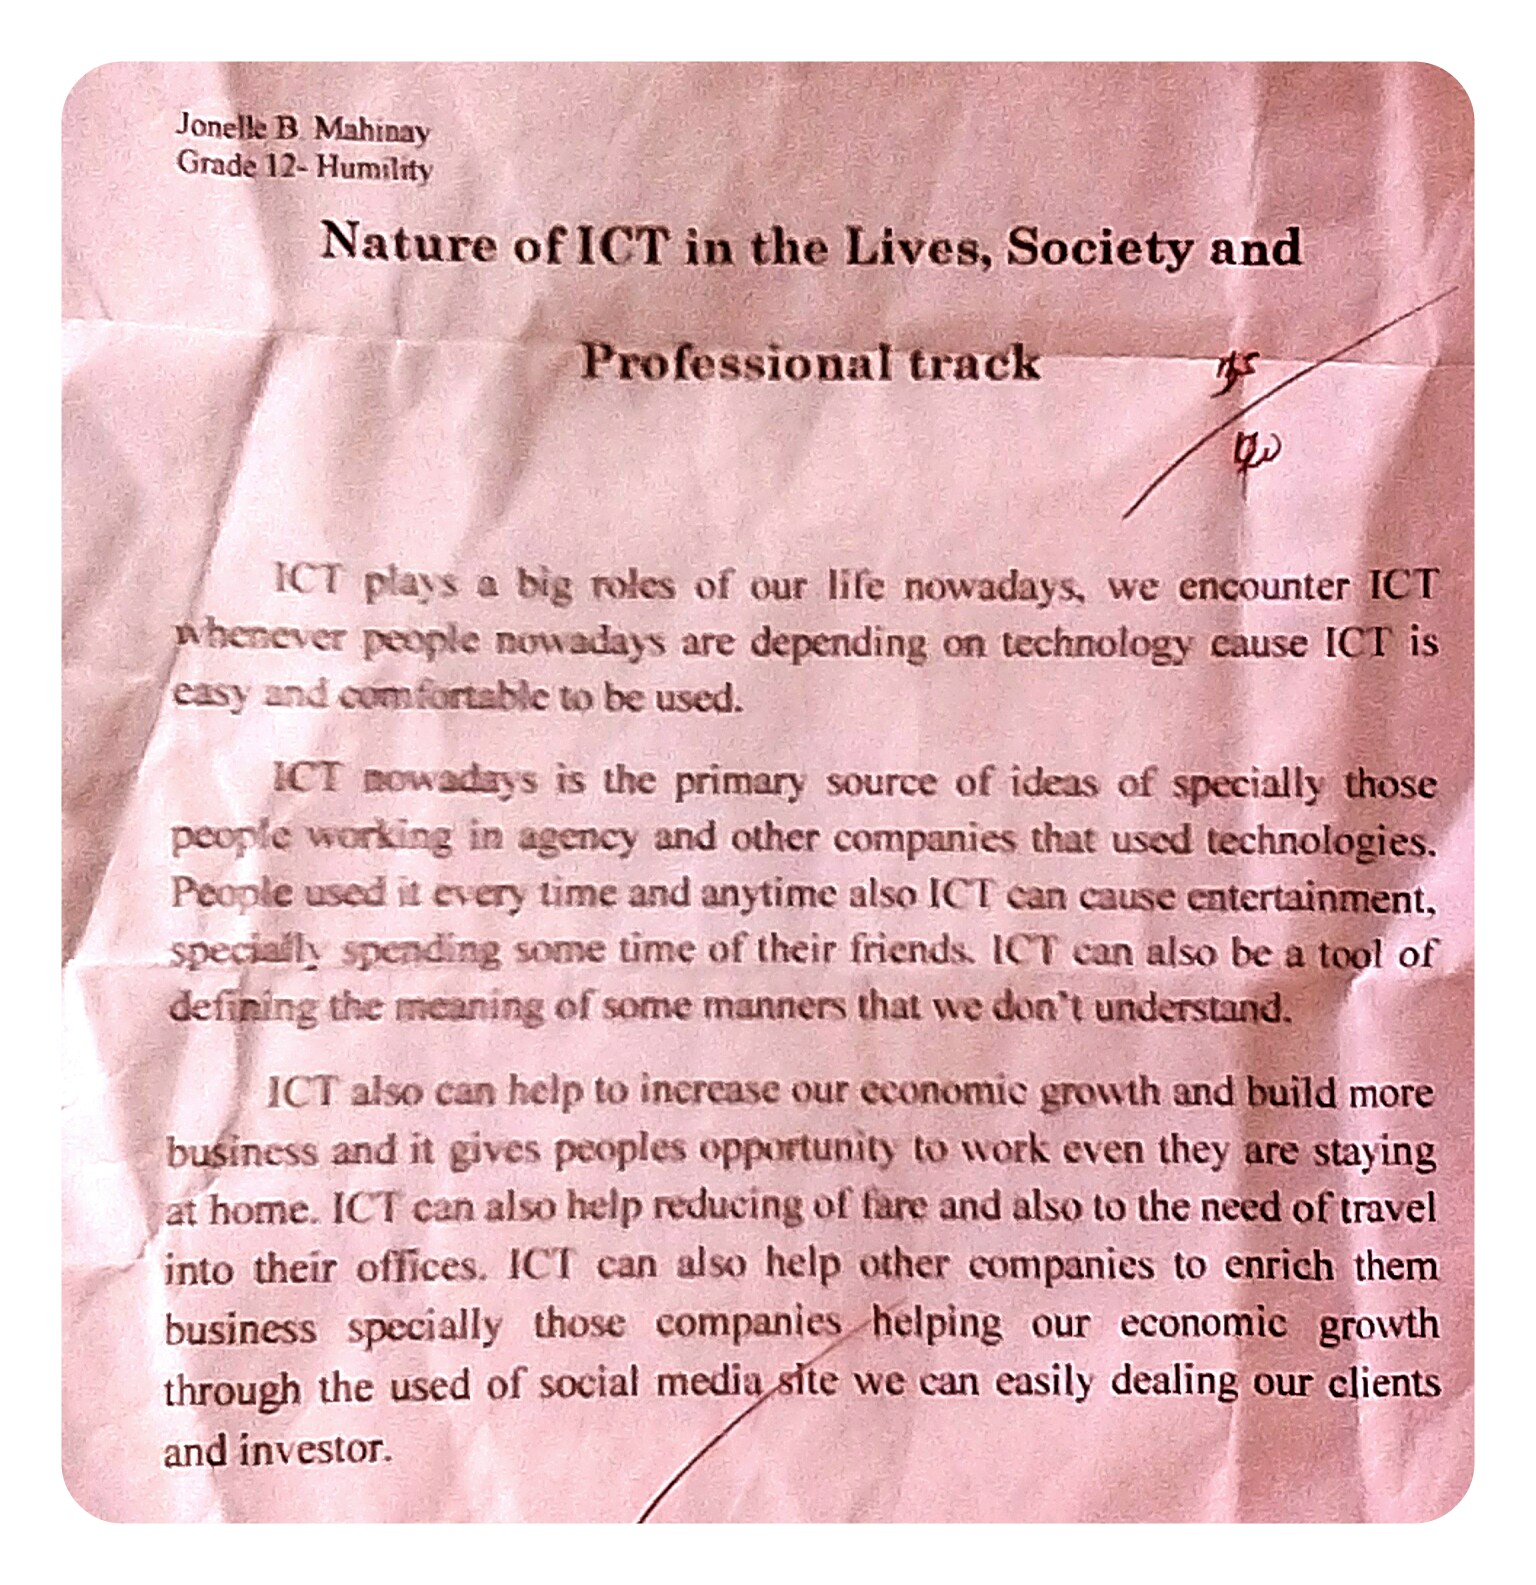 Jonelle B Mahinay
Grade 12- Humility
Nature of ICT in the Lives, Society and
Professional track
ICT plays a big roles of our life nowadays, we encounter ICT
whenever people nowadays are depending on technology cause ICT is
easy and comfortable to be used.
ICT nowadays is the primary source of ideas of specially those
people working in agency and other companies that used technologies.
People used it every time and anytime also ICT can cause entertainment,
specially spending some time of their friends. ICT can also be a tool of
defining the meaning of some manners that we don't understand.
ICT also can help to increase our economic growth and build more
business and it gives peoples opportunity to work even they are staying
at home. ICT can also help reducing of fare and also to the need of travel
into their offices. ICT can also help other companies to enrich them
business specially those companies helping our economic growth
through the used of social media site we can easily dealing our clients
and investor.